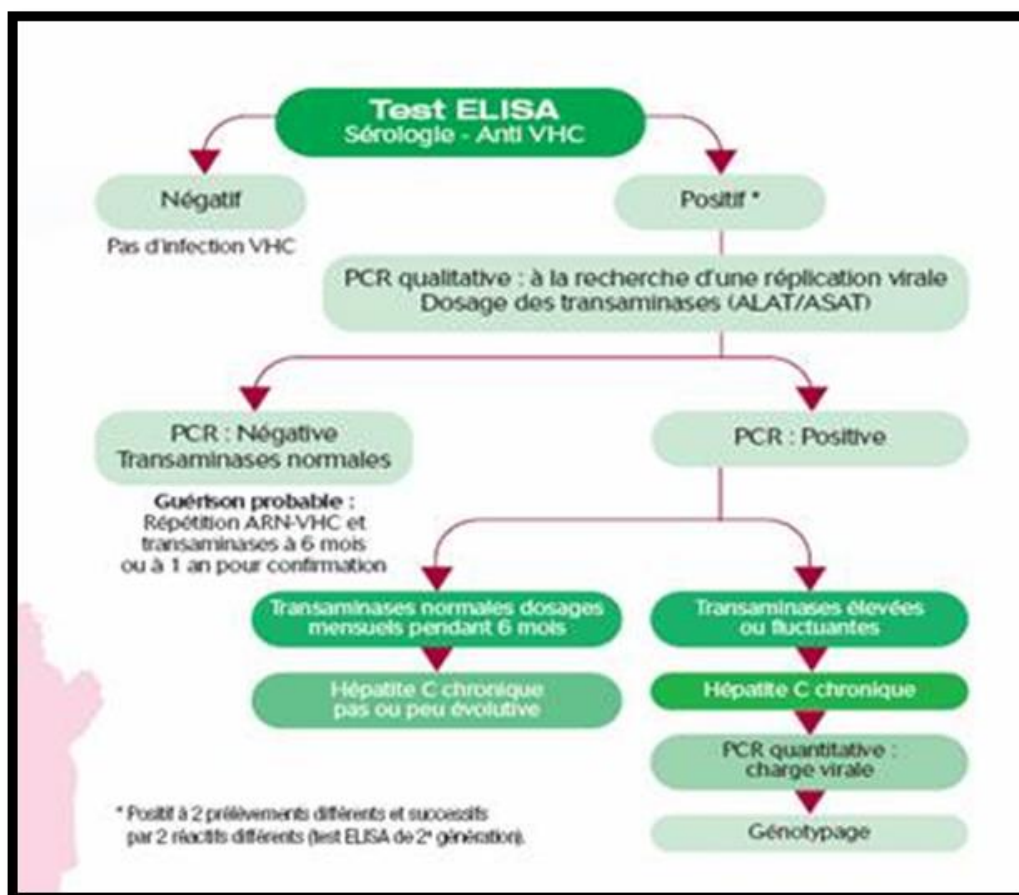 Test ELISA
Sérologie - Anti VHC
Négatif
Positif *
Pas d'infection VHC
PCR qualitative : à la recherche d'une réplication virale
Dosage des transaminases (ALAT/ASAT)
PCR : Négative
Transaminases normales
PCR : Positive
Guérison probable :
Répétition ARN-VHC et
transaminases à 6 mois
ou à 1 an pour confirmation
Transaminases normales dosages
mensuels pendant 6 mois
Transaminases élevées
ou fluctuantes
Hépatite C chronique
pas ou peu évolutive
Hépatite C chronique
PCR quantitative :
charge virale
Génotypage
* Positif à 2 prélèvements différents et successifs
par 2 réactifs différents (test ELISA de 2e génération).